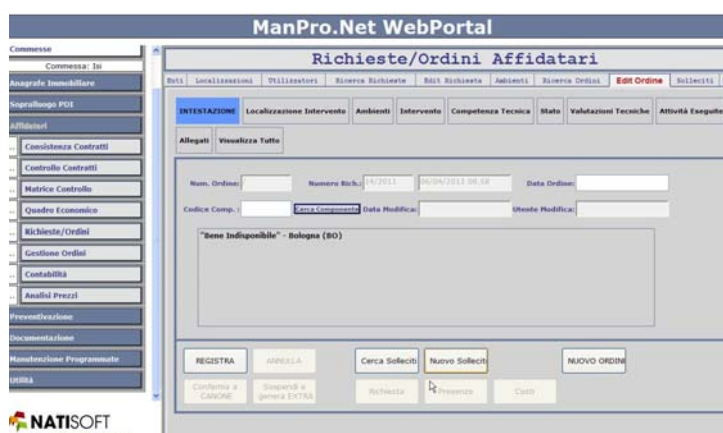 ManPro.Net WebPortal
Commesse
Commessa: Isi
Anagrafe Immobiliare
Sopralluogo PDI
Affidatari
Consistenza Contratti
Controllo Contratti
Matrice Controllo
Quadro Economico
Richieste/Ordini
Gestione Ordini
Contabilità
Analisi Prezzi
Preventivazione
Documentazione
Manutenzione Programmate
Utilità
NATISOFT
Richieste/Ordini Affidatari
Enti Localizzazioni Utilizzatori Ricerca Richieste Edit Richiesta Ambienti Ricerca Ordini Edit Ordine Solleciti
INTESTAZIONE Localizzazione Intervento Ambienti Intervento Competenza Tecnica Stato Valutazioni Tecniche Attività Eseguite
Allegati Visualizza Tutto
Num. Ordine: / Numero Rich.: 14/2011 06/04/2011 08.58 Data Ordine:
Codice Comp. : Cerca Componente Data Modifica: Utente Modifica:
"Bene Indisponibile" - Bologna (BO)
REGISTRA ANNULLA Cerca Solleciti Nuovo Solleciti NUOVO ORDINE
Conferma a CANONE Sospendi e genera EXTRA Richiesta Presenze Costi